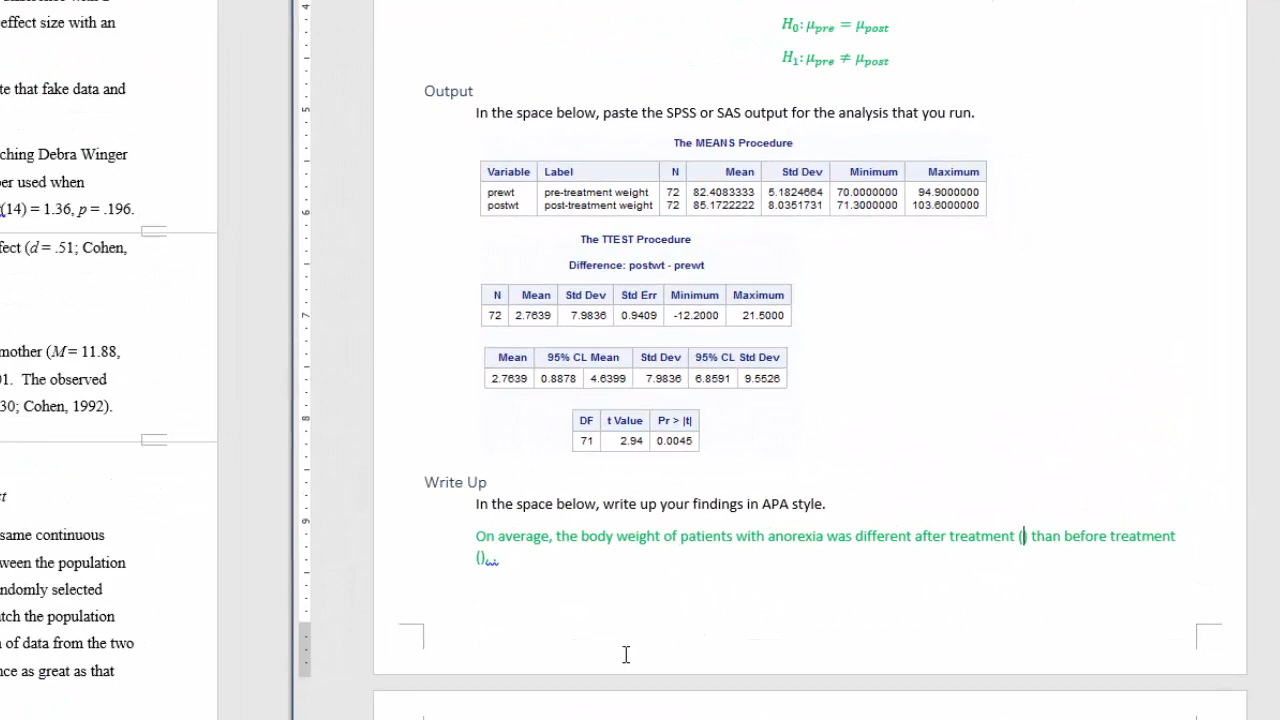 effect size with an
te that fake data and
ching Debra Winger
er used when
(14) = 1.36, p = .196.
fect (d = .51; Cohen,
mother (M = 11.88,
01. The observed
30; Cohen, 1992).
st
same continuous
ween the population
ndomly selected
atch the population
n of data from the two
nce as great as that
4
5
6
7
8
9
H0: μpre = μpost
H1: μpre ≠ μpost
Output
In the space below, paste the SPSS or SAS output for the analysis that you run.
The MEANS Procedure
Variable Label N Mean Std Dev Minimum Maximum
prewt pre-treatment weight 72 82.4083333 5.1824664 70.0000000 94.9000000
postwt post-treatment weight 72 85.1722222 8.0351731 71.3000000 103.6000000
The TTEST Procedure
Difference: postwt - prewt
N Mean Std Dev Std Err Minimum Maximum
72 2.7639 7.9836 0.9409 -12.2000 21.5000
Mean 95% CL Mean Std Dev 95% CL Std Dev
2.7639 0.8878 4.6399 7.9836 6.8591 9.5526
DF t Value Pr > |t|
71 2.94 0.0045
Write Up
In the space below, write up your findings in APA style.
On average, the body weight of patients with anorexia was different after treatment () than before treatment
(),